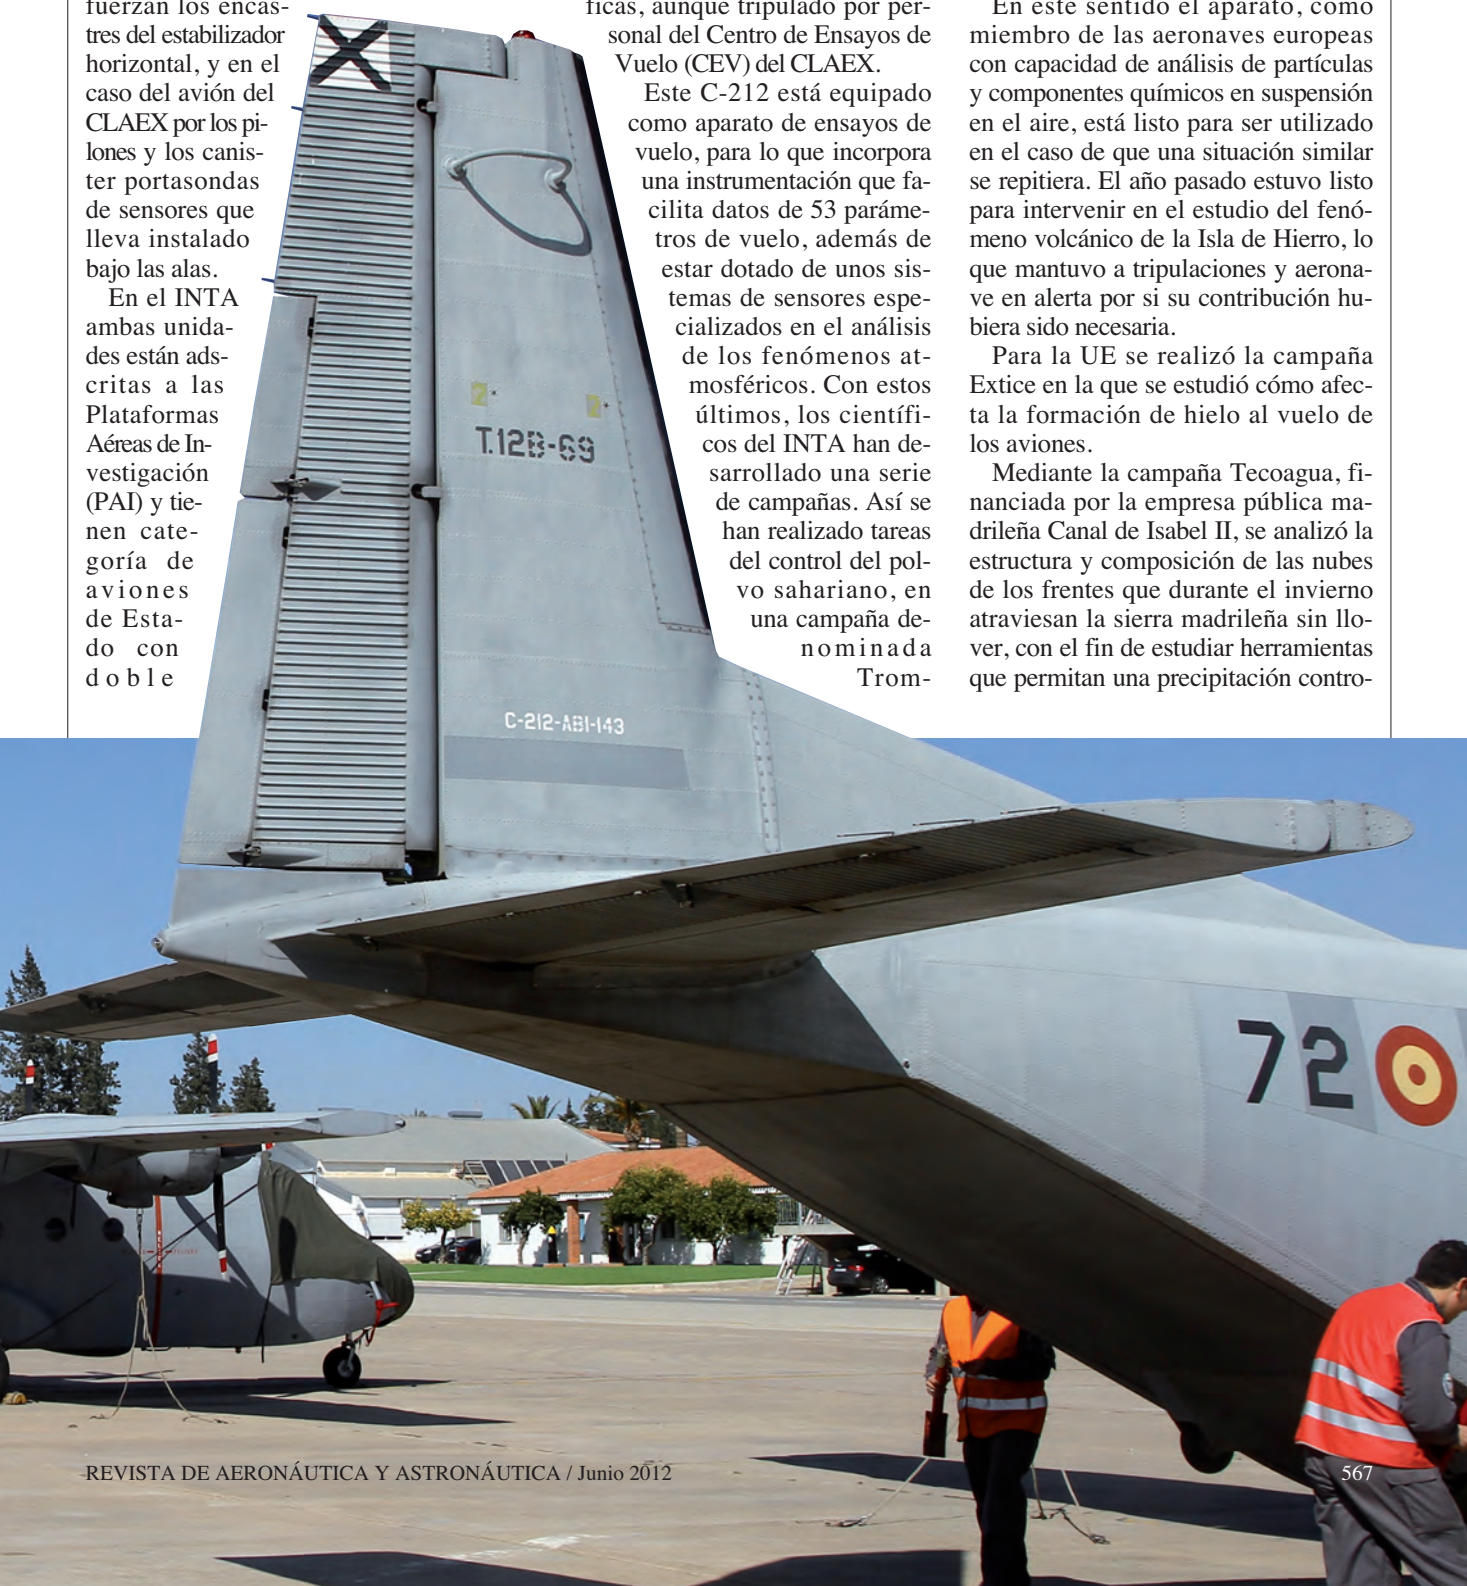 fuerzan los encas-
tres del estabilizador
horizontal, y en el
caso del avión del
CLAEX por los pi-
lones y los canis-
ter portasondas
de sensores que
lleva instalado
bajo las alas.
En el INTA
ambas unida-
des están ads-
critas a las
Plataformas
Aéreas de In-
vestigación
(PAI) y tie-
nen cate-
goría de
aviones
de Esta-
do con
doble
ficas, aunque tripulado por per-
sonal del Centro de Ensayos de
Vuelo (CEV) del CLAEX.
Este C-212 está equipado
como aparato de ensayos de
vuelo, para lo que incorpora
una instrumentación que fa-
cilita datos de 53 paráme-
tros de vuelo, además de
estar dotado de unos sis-
temas de sensores espe-
cializados en el análisis
de los fenómenos at-
mosféricos. Con estos
últimos, los científi-
cos del INTA han de-
sarrollado una serie
de campañas. Así se
han realizado tareas
del control del pol-
vo sahariano, en
una campaña de-
nominada
Trom-
En este sentido el aparato, como
miembro de las aeronaves europeas
con capacidad de análisis de partículas
y componentes químicos en suspensión
en el aire, está listo para ser utilizado
en el caso de que una situación similar
se repitiera. El año pasado estuvo listo
para intervenir en el estudio del fenó-
meno volcánico de la Isla de Hierro, lo
que mantuvo a tripulaciones y aerona-
ve en alerta por si su contribución hu-
biera sido necesaria.
Para la UE se realizó la campaña
Extice en la que se estudió cómo afec-
ta la formación de hielo al vuelo de
los aviones.
Mediante la campaña Tecoagua, fi-
nanciada por la empresa pública ma-
drileña Canal de Isabel II, se analizó la
estructura y composición de las nubes
de los frentes que durante el invierno
atraviesan la sierra madrileña sin llo-
ver, con el fin de estudiar herramientas
que permitan una precipitación contro-
T.12B-69
C-212-AB1-143
72
REVISTA DE AERONÁUTICA Y ASTRONÁUTICA / Junio 2012
567